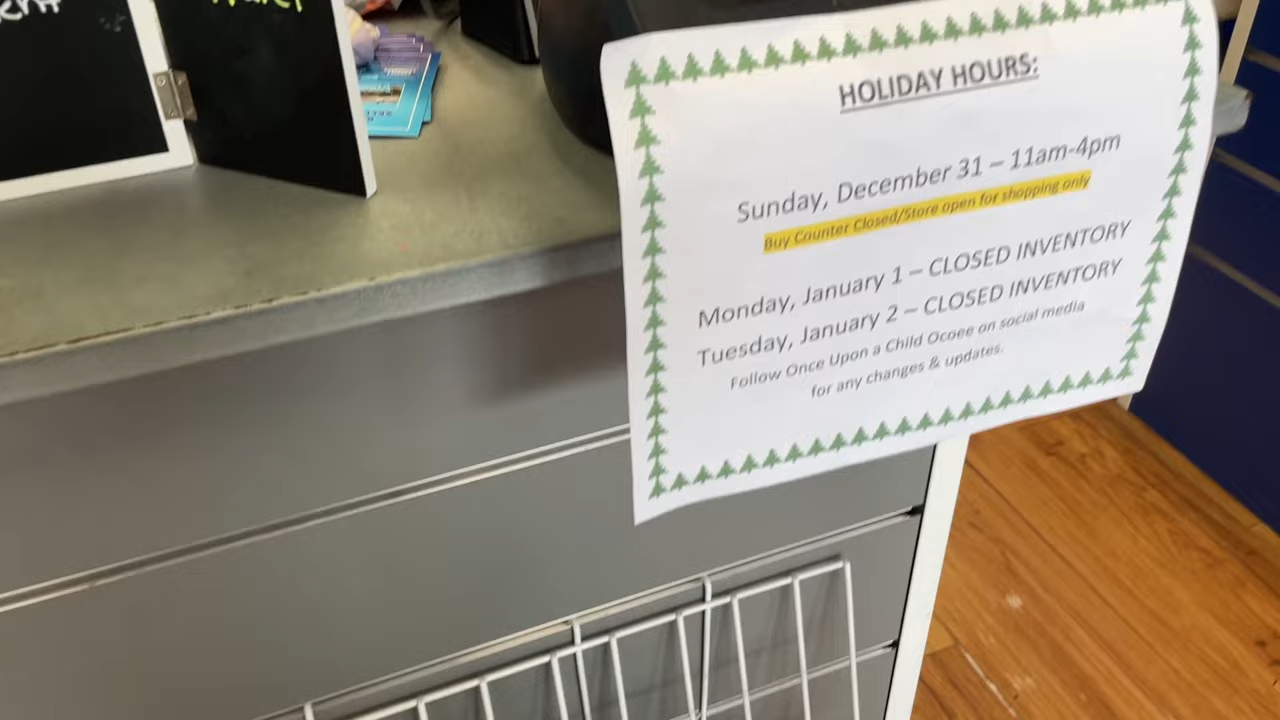 HOLIDAY HOURS:
Sunday, December 31 – 11am-4pm
Buy Counter Closed/Store open for shopping only
Monday, January 1 – CLOSED INVENTORY
Tuesday, January 2 – CLOSED INVENTORY
Follow Once Upon a Child Ocoee on social media
for any changes & updates.